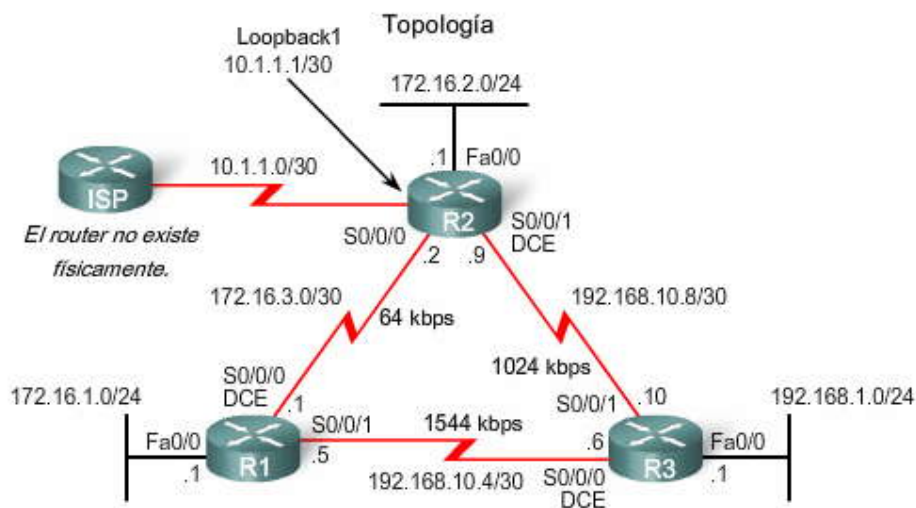 Topología
Loopback1
10.1.1.1/30
172.16.2.0/24
.1 Fa0/0
10.1.1.0/30
ISP
El router no existe
físicamente.
R2
S0/0/0
.2
.9
S0/0/1
DCE
172.16.3.0/30
64 kbps
192.168.10.8/30
1024 kbps
172.16.1.0/24
S0/0/0
DCE
.1
S0/0/1
.5
1544 kbps
S0/0/1
.10
192.168.1.0/24
Fa0/0
.1
R1
.6
R3
Fa0/0
.1
192.168.10.4/30
S0/0/0
DCE